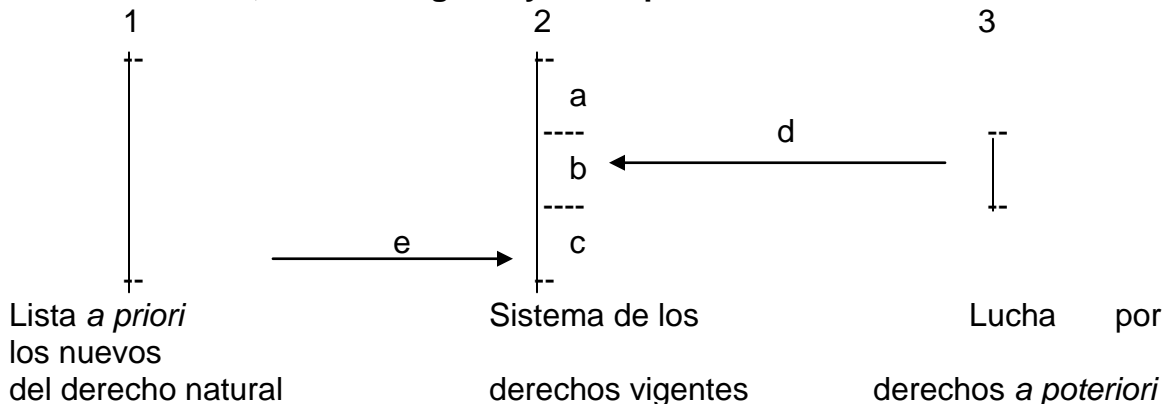 1 2 3
a
d
b
e c
Lista a priori Sistema de los Lucha por
los nuevos
del derecho natural derechos vigentes derechos a poteriori